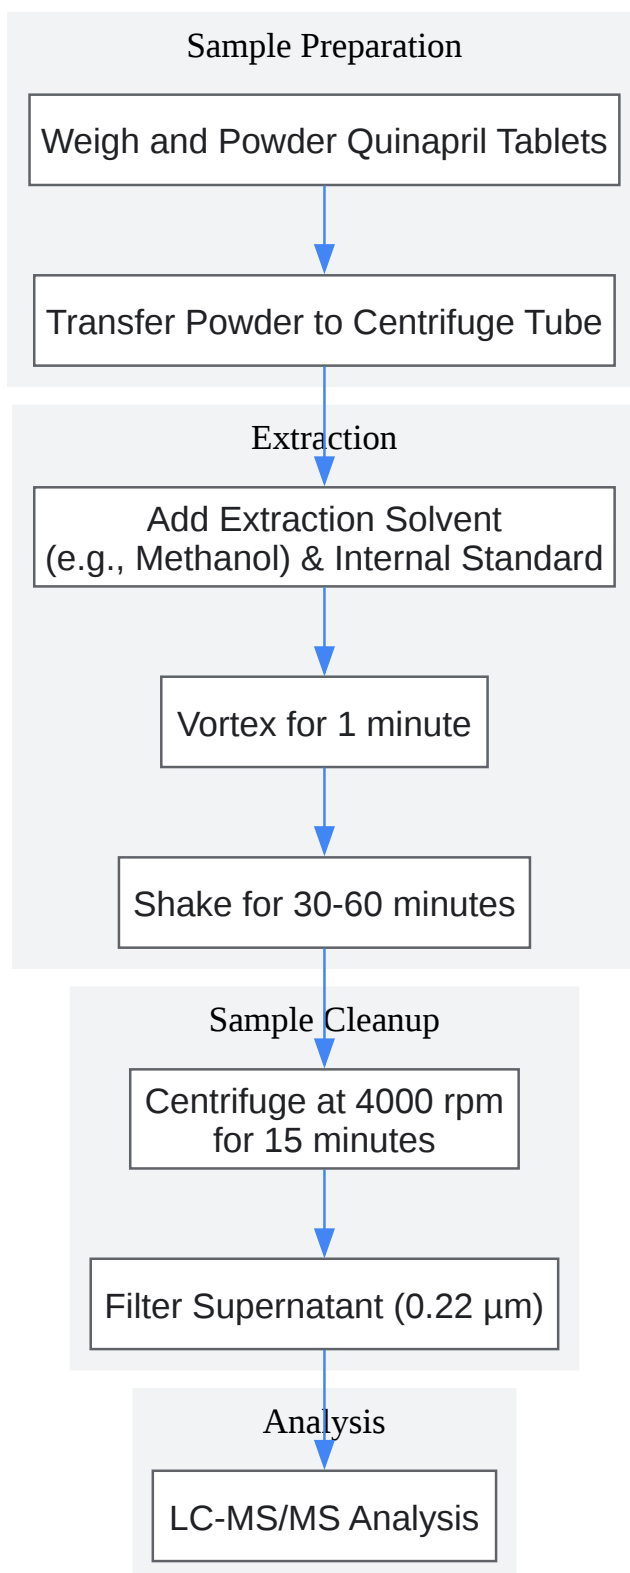 Sample Preparation
Weigh and Powder Quinapril Tablets
Transfer Powder to Centrifuge Tube
Extraction
Add Extraction Solvent
(e.g., Methanol) & Internal Standard
Vortex for 1 minute
Shake for 30-60 minutes
Sample Cleanup
Centrifuge at 4000 rpm
for 15 minutes
Filter Supernatant (0.22 µm)
Analysis
LC-MS/MS Analysis